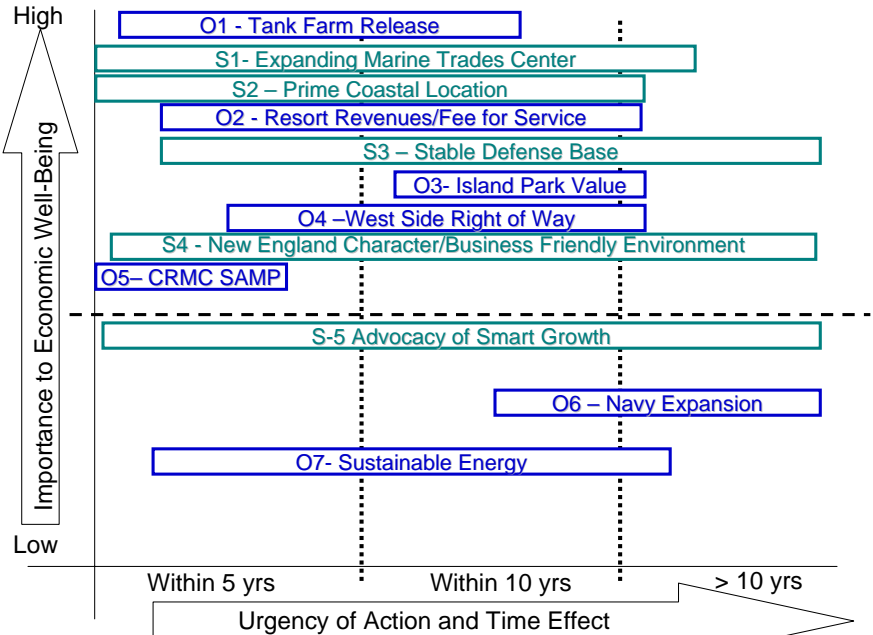 High
O1 - Tank Farm Release
S1- Expanding Marine Trades Center
S2 – Prime Coastal Location
O2 - Resort Revenues/Fee for Service
S3 – Stable Defense Base
O3- Island Park Value
O4 –West Side Right of Way
S4 - New England Character/Business Friendly Environment
O5– CRMC SAMP
S-5 Advocacy of Smart Growth
O6 – Navy Expansion
O7- Sustainable Energy
Importance to Economic Well-Being
Low
Within 5 yrs
Within 10 yrs
> 10 yrs
Urgency of Action and Time Effect